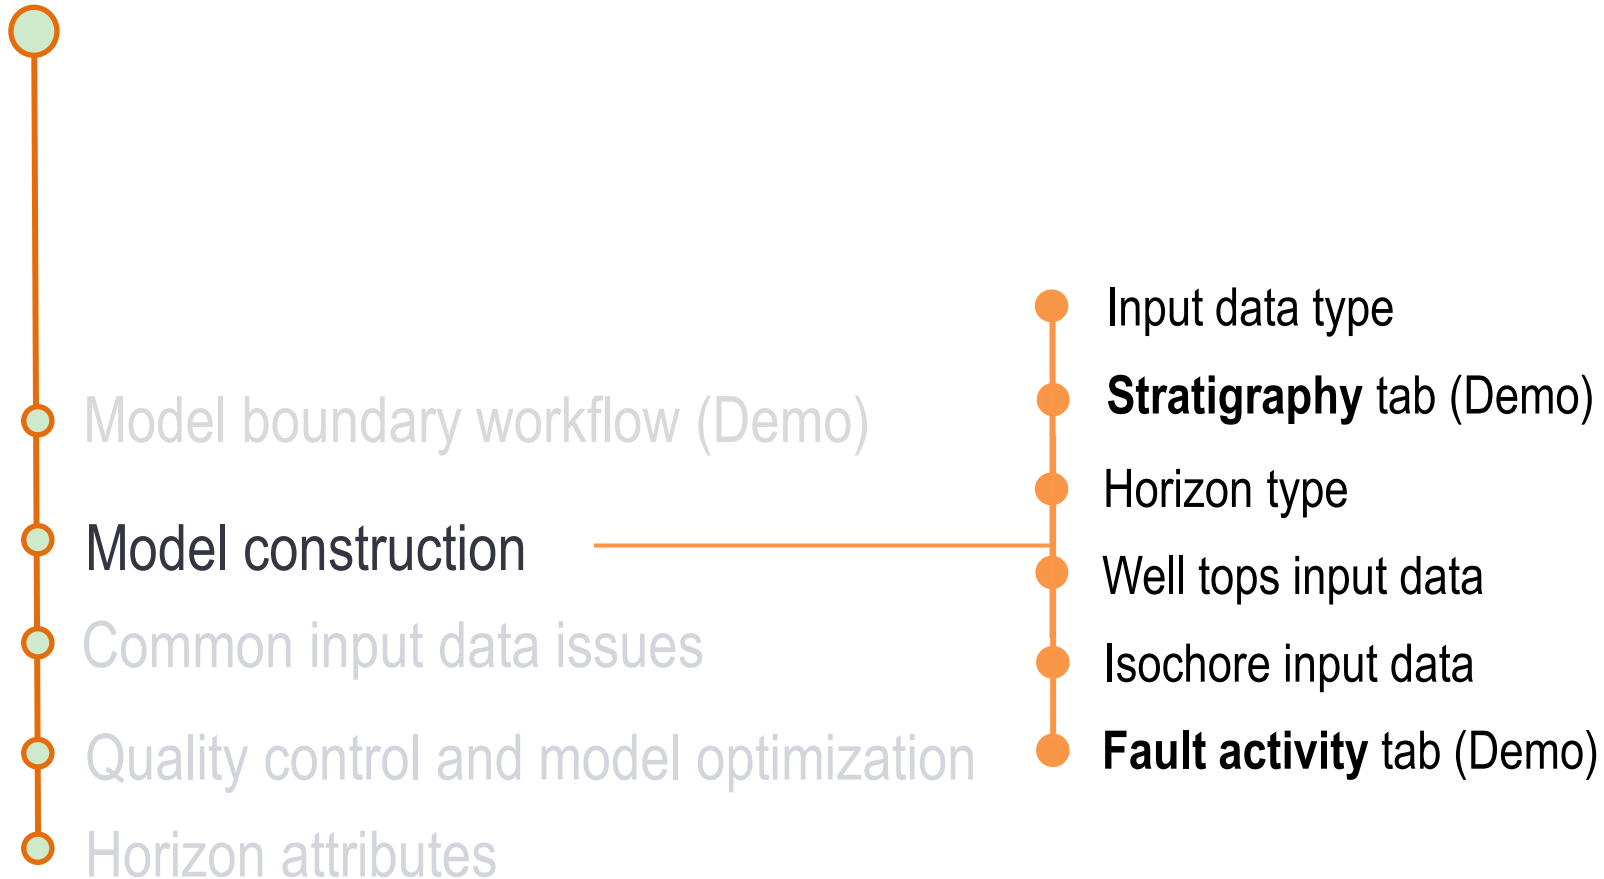 Model boundary workflow (Demo)
Model construction
Common input data issues
Quality control and model optimization
Horizon attributes
Input data type
Stratigraphy tab (Demo)
Horizon type
Well tops input data
Isochore input data
Fault activity tab (Demo)